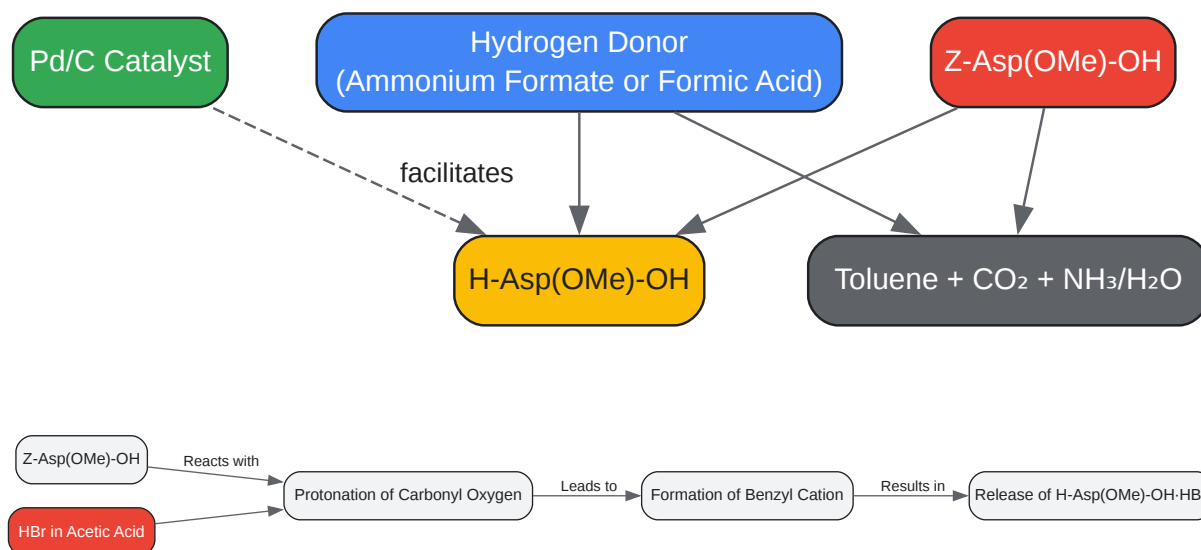 Pd/C Catalyst
Hydrogen Donor
(Ammonium Formate or Formic Acid)
Z-Asp(OMe)-OH
facilitates
H-Asp(OMe)-OH
Toluene + CO₂ + NH₃/H₂O
Z-Asp(OMe)-OH
Reacts with
HBr in Acetic Acid
Protonation of Carbonyl Oxygen
Leads to
Formation of Benzyl Cation
Results in
Release of H-Asp(OMe)-OH·HB